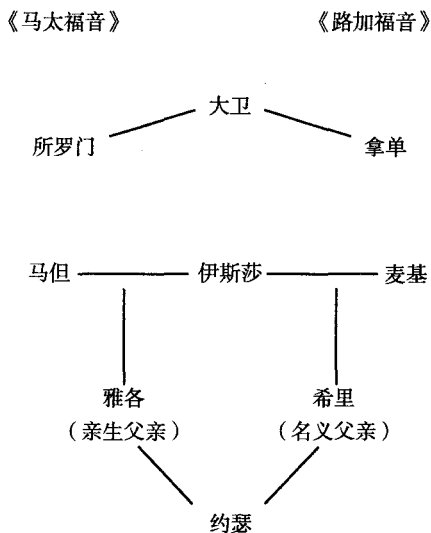 《马太福音》 《路加福音》
大卫
所罗门 拿单
马但 伊斯莎 麦基
雅各 希里
（亲生父亲） （名义父亲）
约瑟